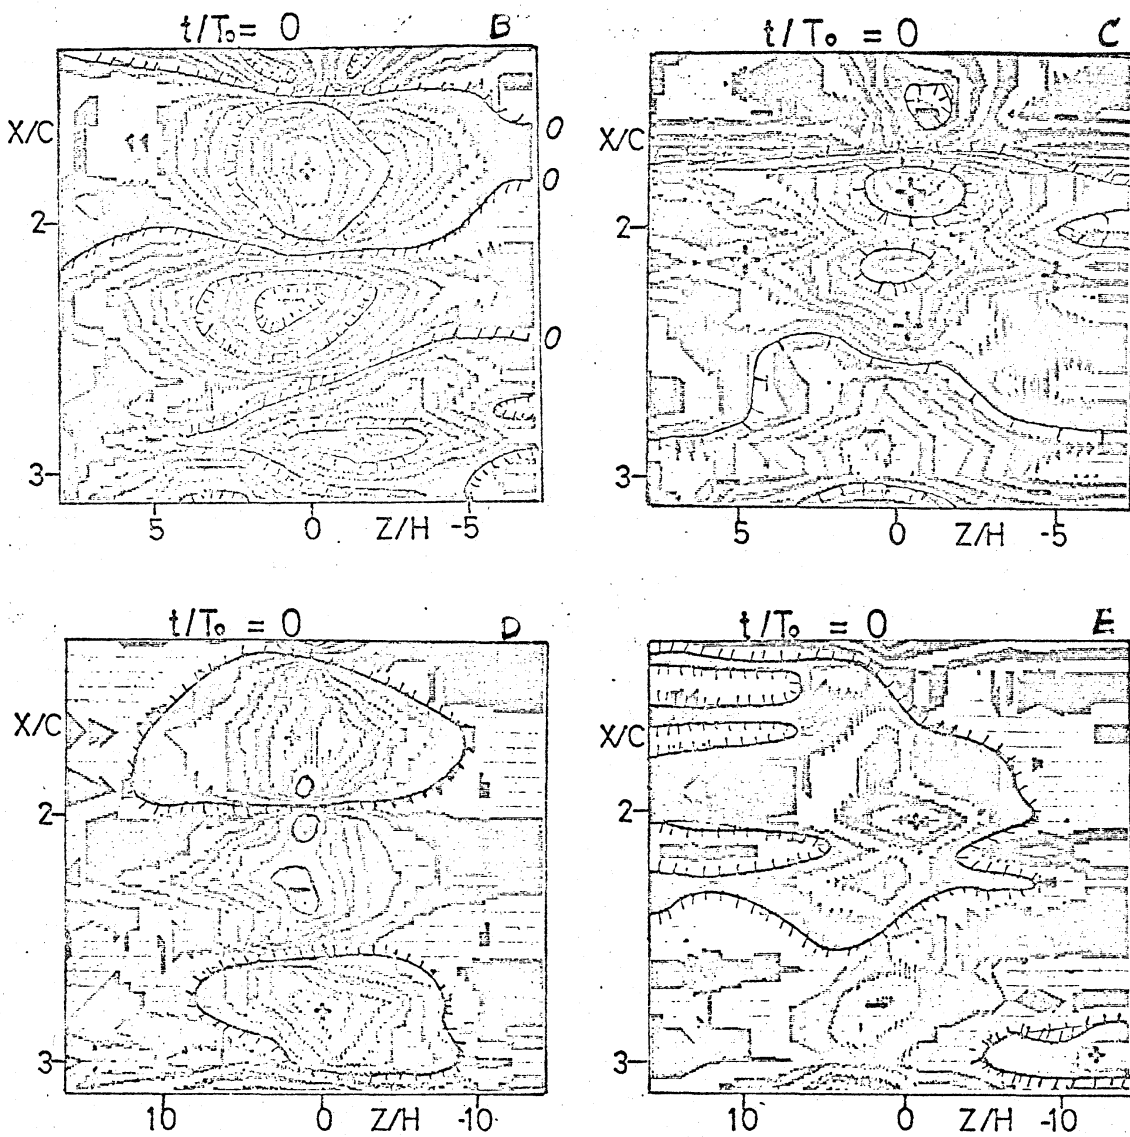 t/T₀ = 0 B
X/C
0
0
2
0
3
5 0 Z/H -5
t/T₀ = 0 C
X/C
2
3
5 0 Z/H -5
t/T₀ = 0 D
X/C
2
3
10 0 Z/H -10
t/T₀ = 0 E
X/C
2
3
10 0 Z/H -10